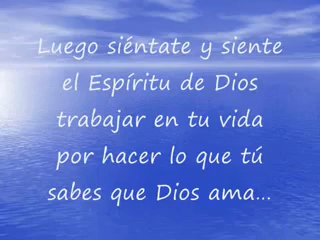 Luego siéntate y siente
el Espíritu de Dios
trabajar en tu vida
por hacer lo que tú
sabes que Dios ama...